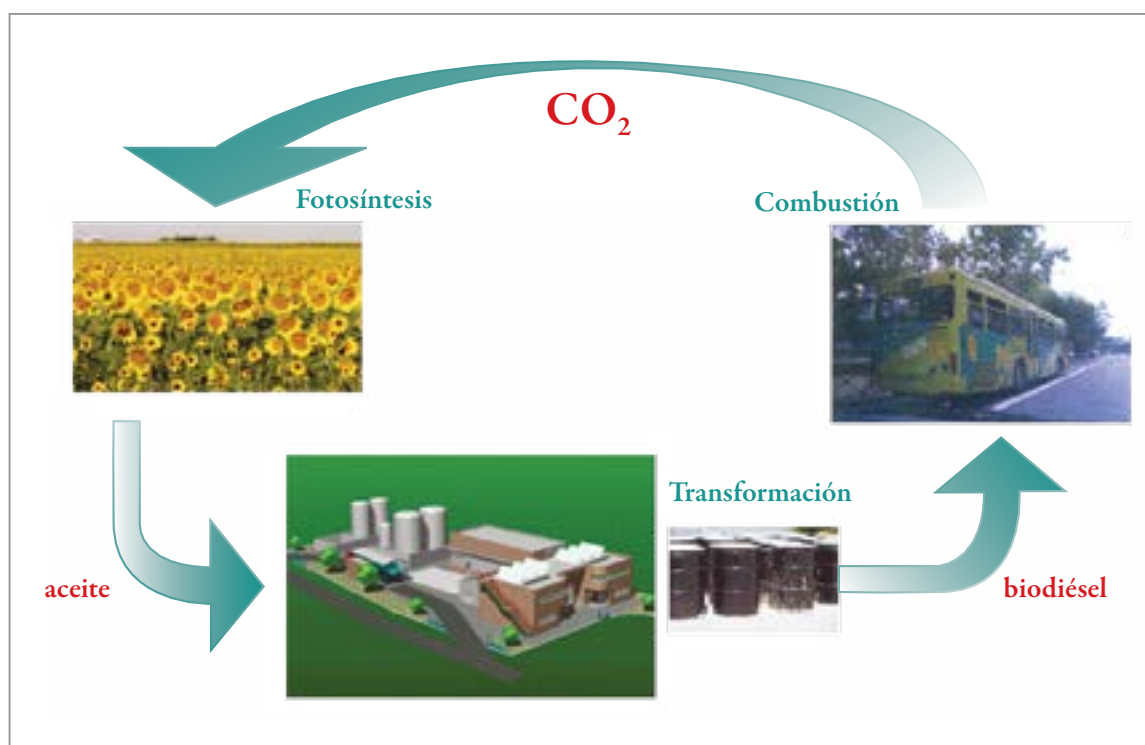 CO₂
Fotosíntesis
Combustión
Transformación
aceite
biodiésel